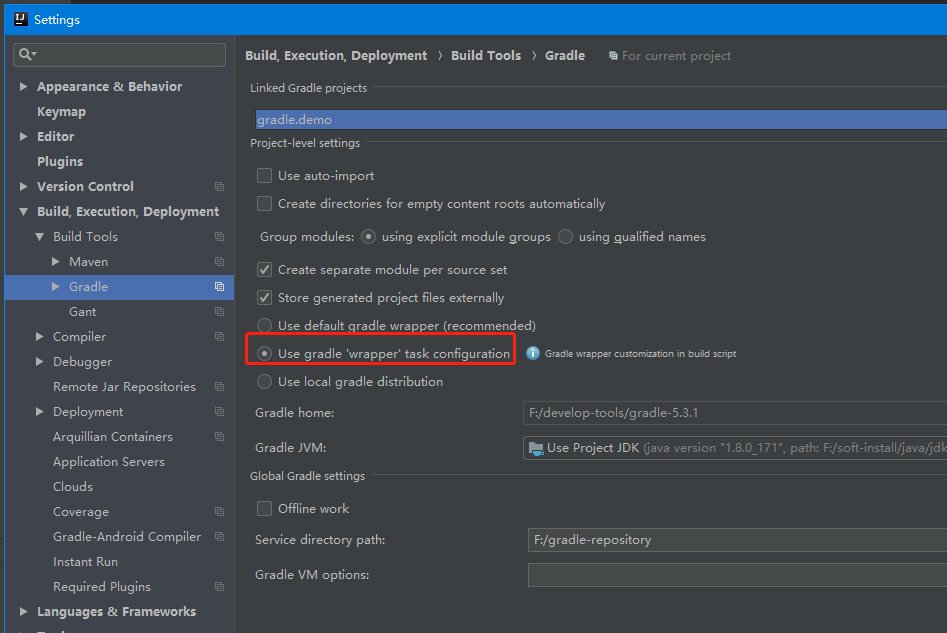 Settings
Appearance & Behavior
Keymap
Editor
Plugins
Version Control
Build, Execution, Deployment
Build Tools
Maven
Gradle
Gant
Compiler
Debugger
Remote Jar Repositories
Deployment
Arquillian Containers
Application Servers
Clouds
Coverage
Gradle-Android Compiler
Instant Run
Required Plugins
Languages & Frameworks
Build, Execution, Deployment › Build Tools › Gradle For current project
Linked Gradle projects
gradle.demo
Project-level settings
Use auto-import
Create directories for empty content roots automatically
Group modules: using explicit module groups using qualified names
Create separate module per source set
Store generated project files externally
Use default gradle wrapper (recommended)
Use gradle 'wrapper' task configuration Gradle wrapper customization in build script
Use local gradle distribution
Gradle home: F:/develop-tools/gradle-5.3.1
Gradle JVM: Use Project JDK (java version "1.8.0_171", path: F:/soft-install/java/jdk
Global Gradle settings
Offline work
Service directory path: F:/gradle-repository
Gradle VM options: